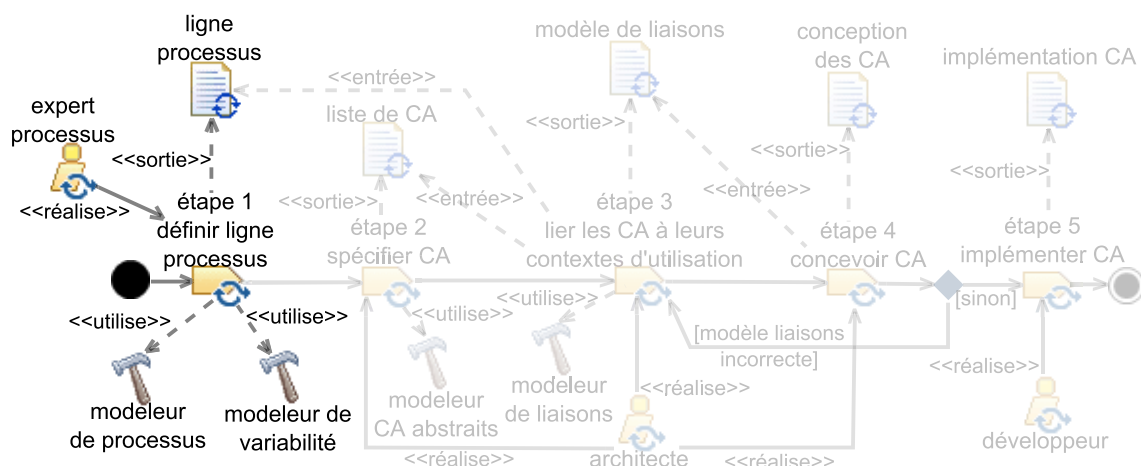 ligne
processus
expert
processus
<<sortie>>
<<réalise>>
étape 1
définir ligne
processus
<<utilise>>
<<utilise>>
modeleur
de processus
modeleur de
variabilité
<<entrée>>
liste de CA
<<sortie>>
<<entrée>>
étape 2
spécifier CA
<<utilise>>
modeleur
CA abstraits
modèle de liaisons
<<sortie>>
étape 3
lier les CA à leurs
contextes d'utilisation
<<utilise>>
modeleur
de liaisons
<<entrée>>
conception
des CA
<<sortie>>
étape 4
concevoir CA
[modèle liaisons
incorrecte]
[sinon]
<<réalise>>
architecte
<<réalise>>
<<réalise>>
implémentation CA
<<sortie>>
étape 5
implémenter CA
<<réalise>>
développeur